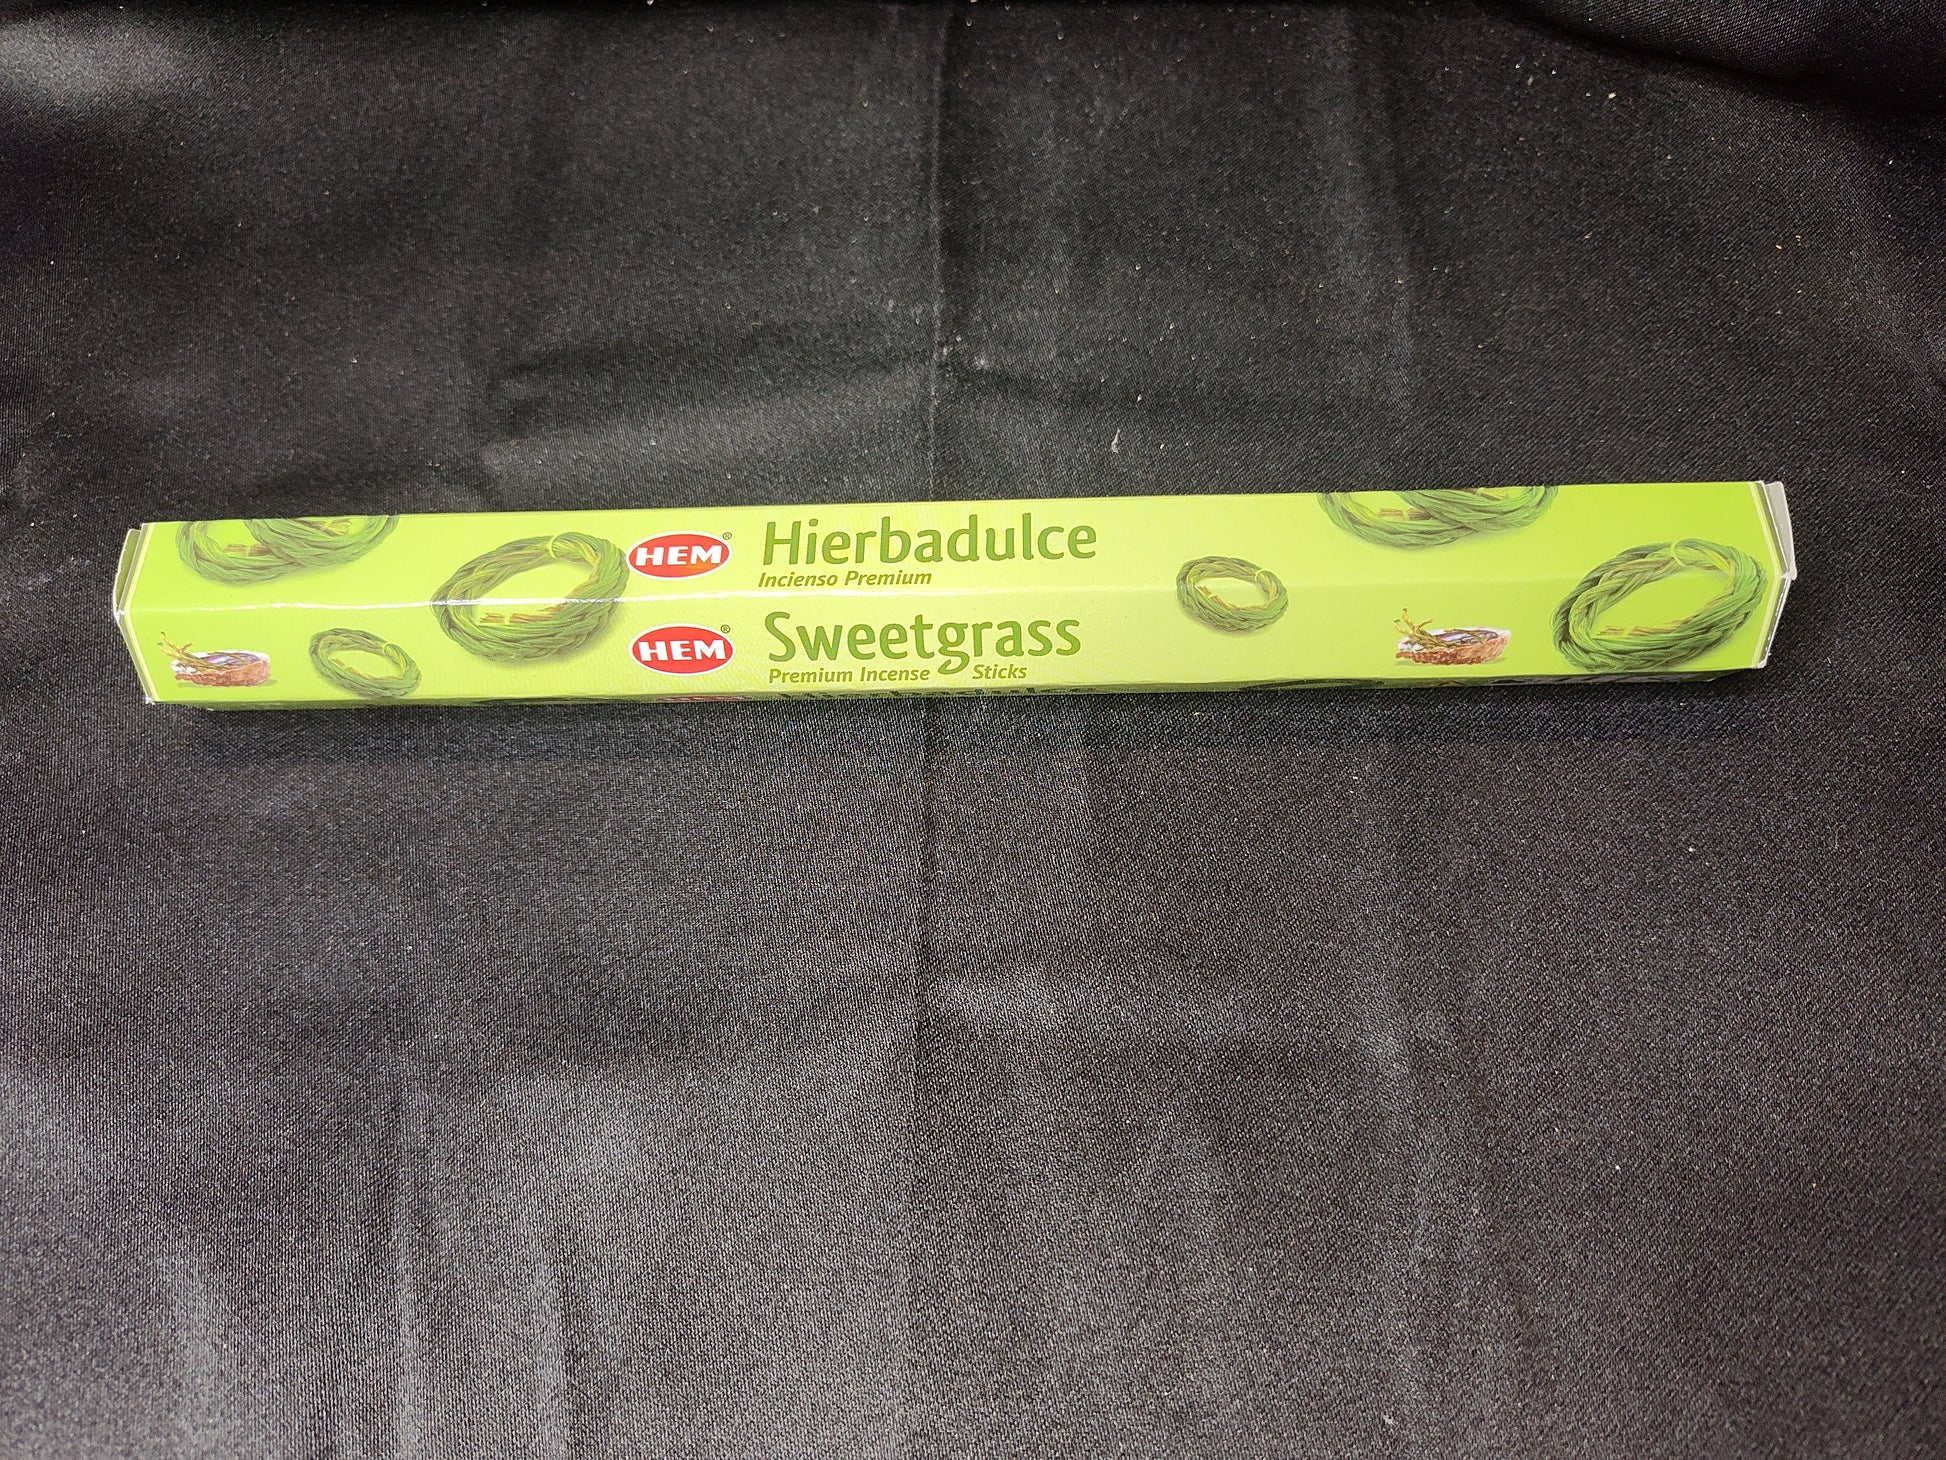 HEM® Hierbadulce
Incienso Premium
HEM® Sweetgrass
Premium Incense Sticks